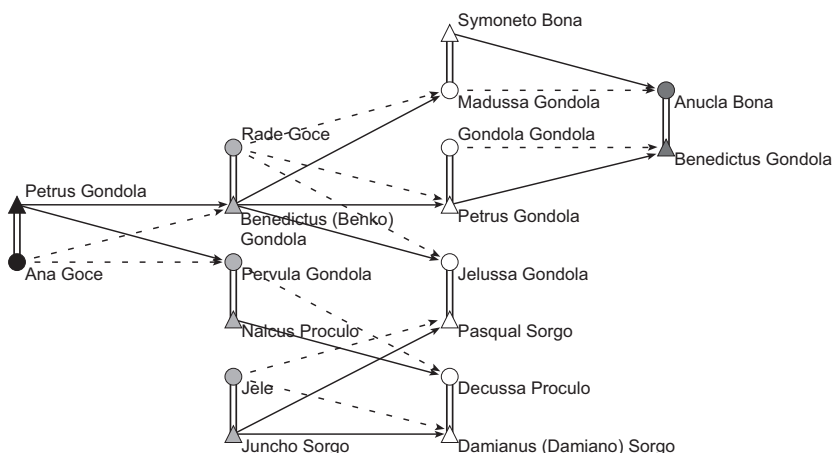 Symoneto Bona
Madussa Gondola
Anucla Bona
Rade Goce
Gondola Gondola
Benedictus Gondola
Petrus Gondola
Benedictus (Benko)
Gondola
Petrus Gondola
Ana Goce
Pervula Gondola
Jelussa Gondola
Nalcus Proculo
Pasqual Sorgo
Jele
Decussa Proculo
Juncho Sorgo
Damianus (Damiano) Sorgo